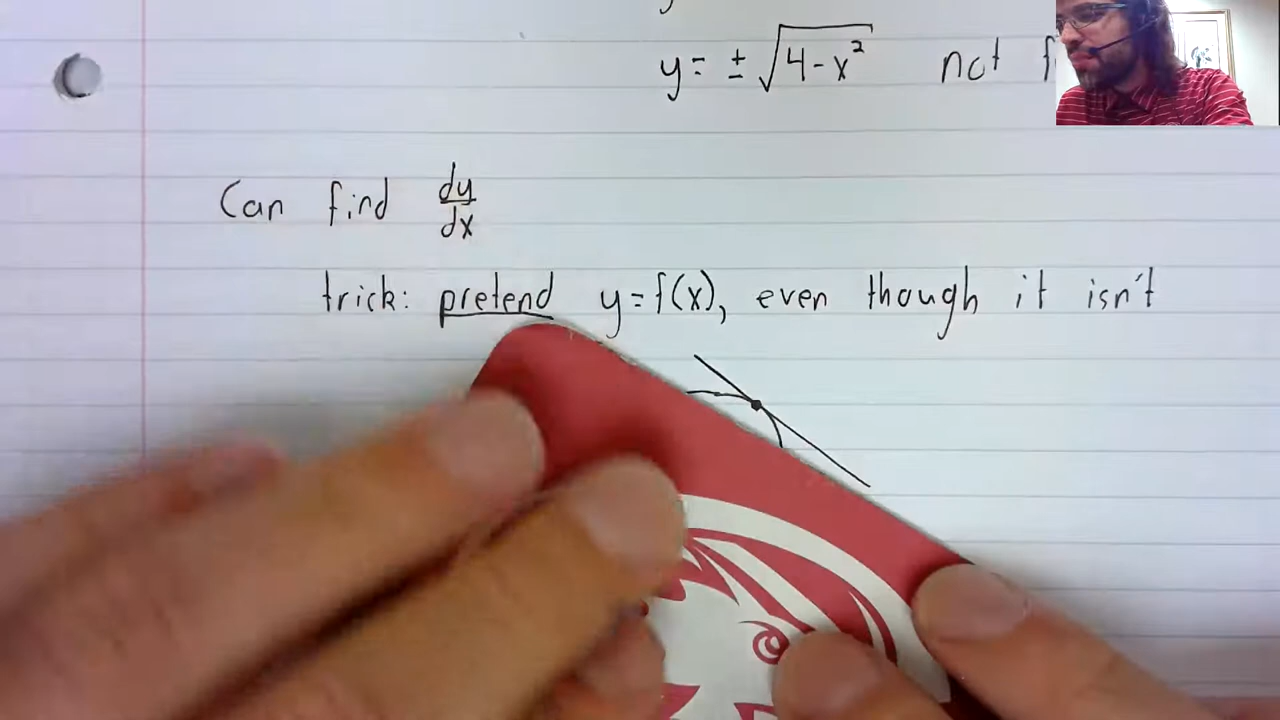 y = ± √(4-x²) not
Can find dy/dx
trick: pretend y=f(x), even though it isn't